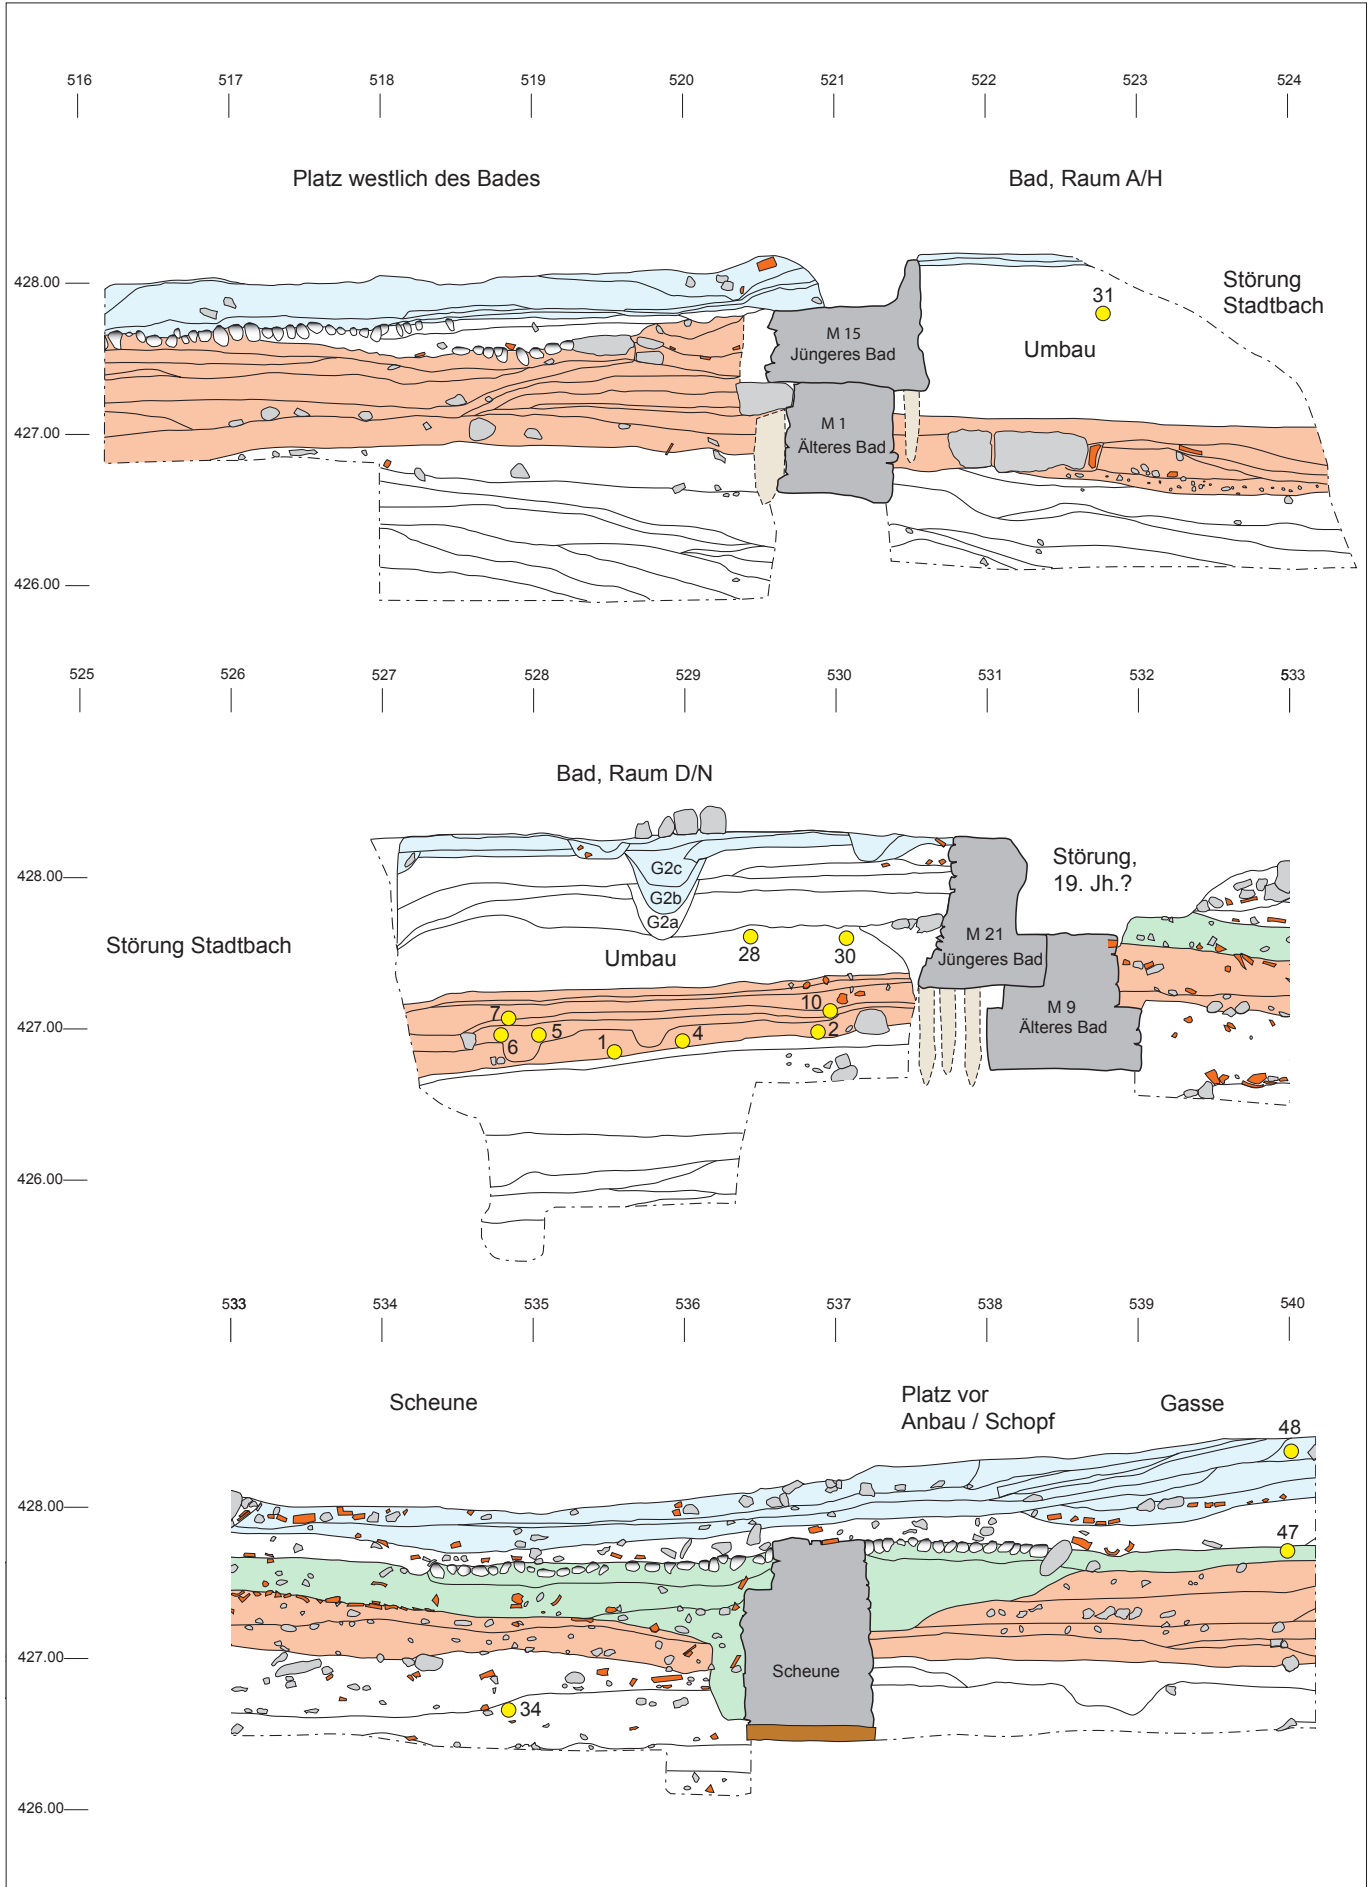 516 517 518 519 520 521 522 523 524
Platz westlich des Bades
Bad, Raum A/H
428.00
Störung
Stadtbach
31
M 15
Jüngeres Bad
Umbau
427.00
M 1
Älteres Bad
426.00
525 526 527 528 529 530 531 532 533
Bad, Raum D/N
Störung,
19. Jh.?
428.00
G2c
G2b
G2a
Störung Stadtbach
Umbau
28
30
M 21
Jüngeres Bad
7
10
M 9
Älteres Bad
427.00
6
5
1
4
2
426.00
533 534 535 536 537 538 539 540
Scheune
Platz vor
Anbau / Schopf
Gasse
48
428.00
47
427.00
Scheune
34
426.00